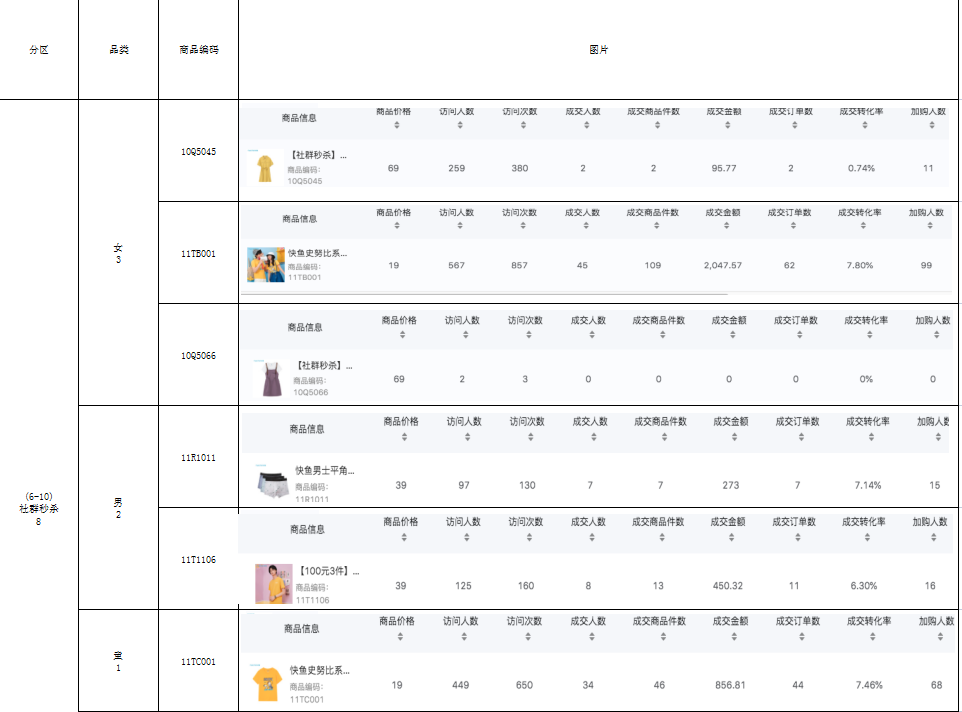 分区 品类 商品编码 图片
(6-10)
社群秒杀
8
女
3
10Q5045
商品信息 商品价格 访问人数 访问次数 成交人数 成交商品件数 成交金额 成交订单数 成交转化率 加购人数
【社群秒杀】...
商品编码:
10Q5045
69 259 380 2 2 95.77 2 0.74% 11
11TB001
商品信息 商品价格 访问人数 访问次数 成交人数 成交商品件数 成交金额 成交订单数 成交转化率 加购人数
快鱼史努比系...
商品编码:
11TB001
19 567 857 45 109 2,047.57 62 7.80% 99
10Q5066
商品信息 商品价格 访问人数 访问次数 成交人数 成交商品件数 成交金额 成交订单数 成交转化率 加购人数
【社群秒杀】...
商品编码:
10Q5066
69 2 3 0 0 0 0 0% 0
男
2
11R1011
商品信息 商品价格 访问人数 访问次数 成交人数 成交商品件数 成交金额 成交订单数 成交转化率 加购人数
快鱼男士平角...
商品编码:
11R1011
39 97 130 7 7 273 7 7.14% 15
11T1106
商品信息 商品价格 访问人数 访问次数 成交人数 成交商品件数 成交金额 成交订单数 成交转化率 加购人数
【100元3件】...
商品编码:
11T1106
39 125 160 8 13 450.32 11 6.30% 16
童
1
11TC001
商品信息 商品价格 访问人数 访问次数 成交人数 成交商品件数 成交金额 成交订单数 成交转化率 加购人数
快鱼史努比系...
商品编码:
11TC001
19 449 650 34 46 856.81 44 7.46% 68